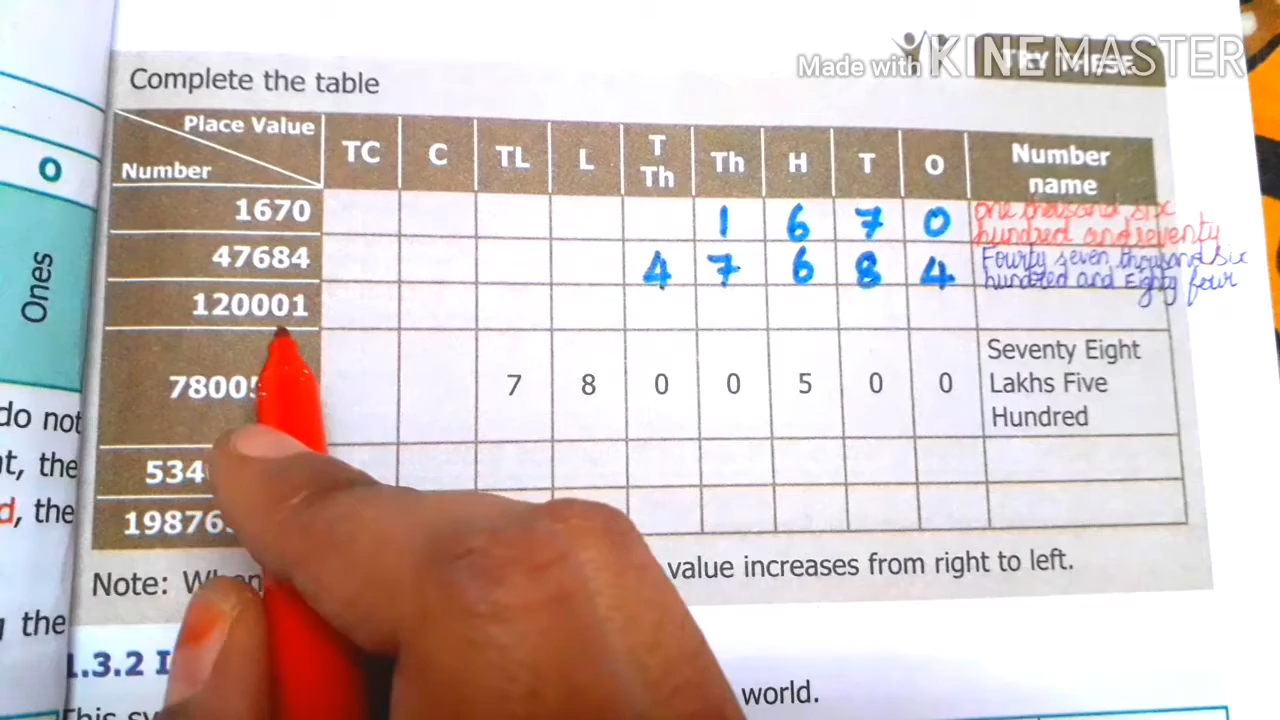 Made with KINEMASTER
TRY THESE
Complete the table
Place Value
Number
TC C TL L T Th Th H T O Number name
1670 1 6 7 0 one thousand six hundred and seventy
47684 4 7 6 8 4 Fourty seven thousand six hundred and Eighty four
120001
7 8 0 0 5 0 0 Seventy Eight
Lakhs Five
Hundred
O
Ones
do not
the
d, the
the
value increases from right to left.
1.3.2
world.